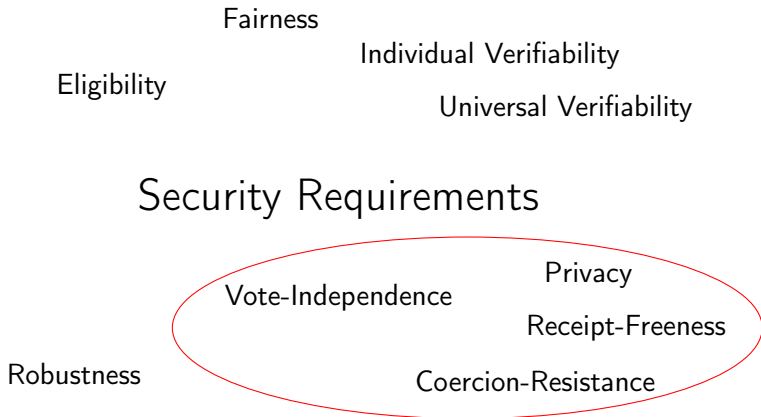 Fairness
Individual Verifiability
Eligibility
Universal Verifiability
Security Requirements
Privacy
Vote-Independence
Receipt-Freeness
Robustness
Coercion-Resistance